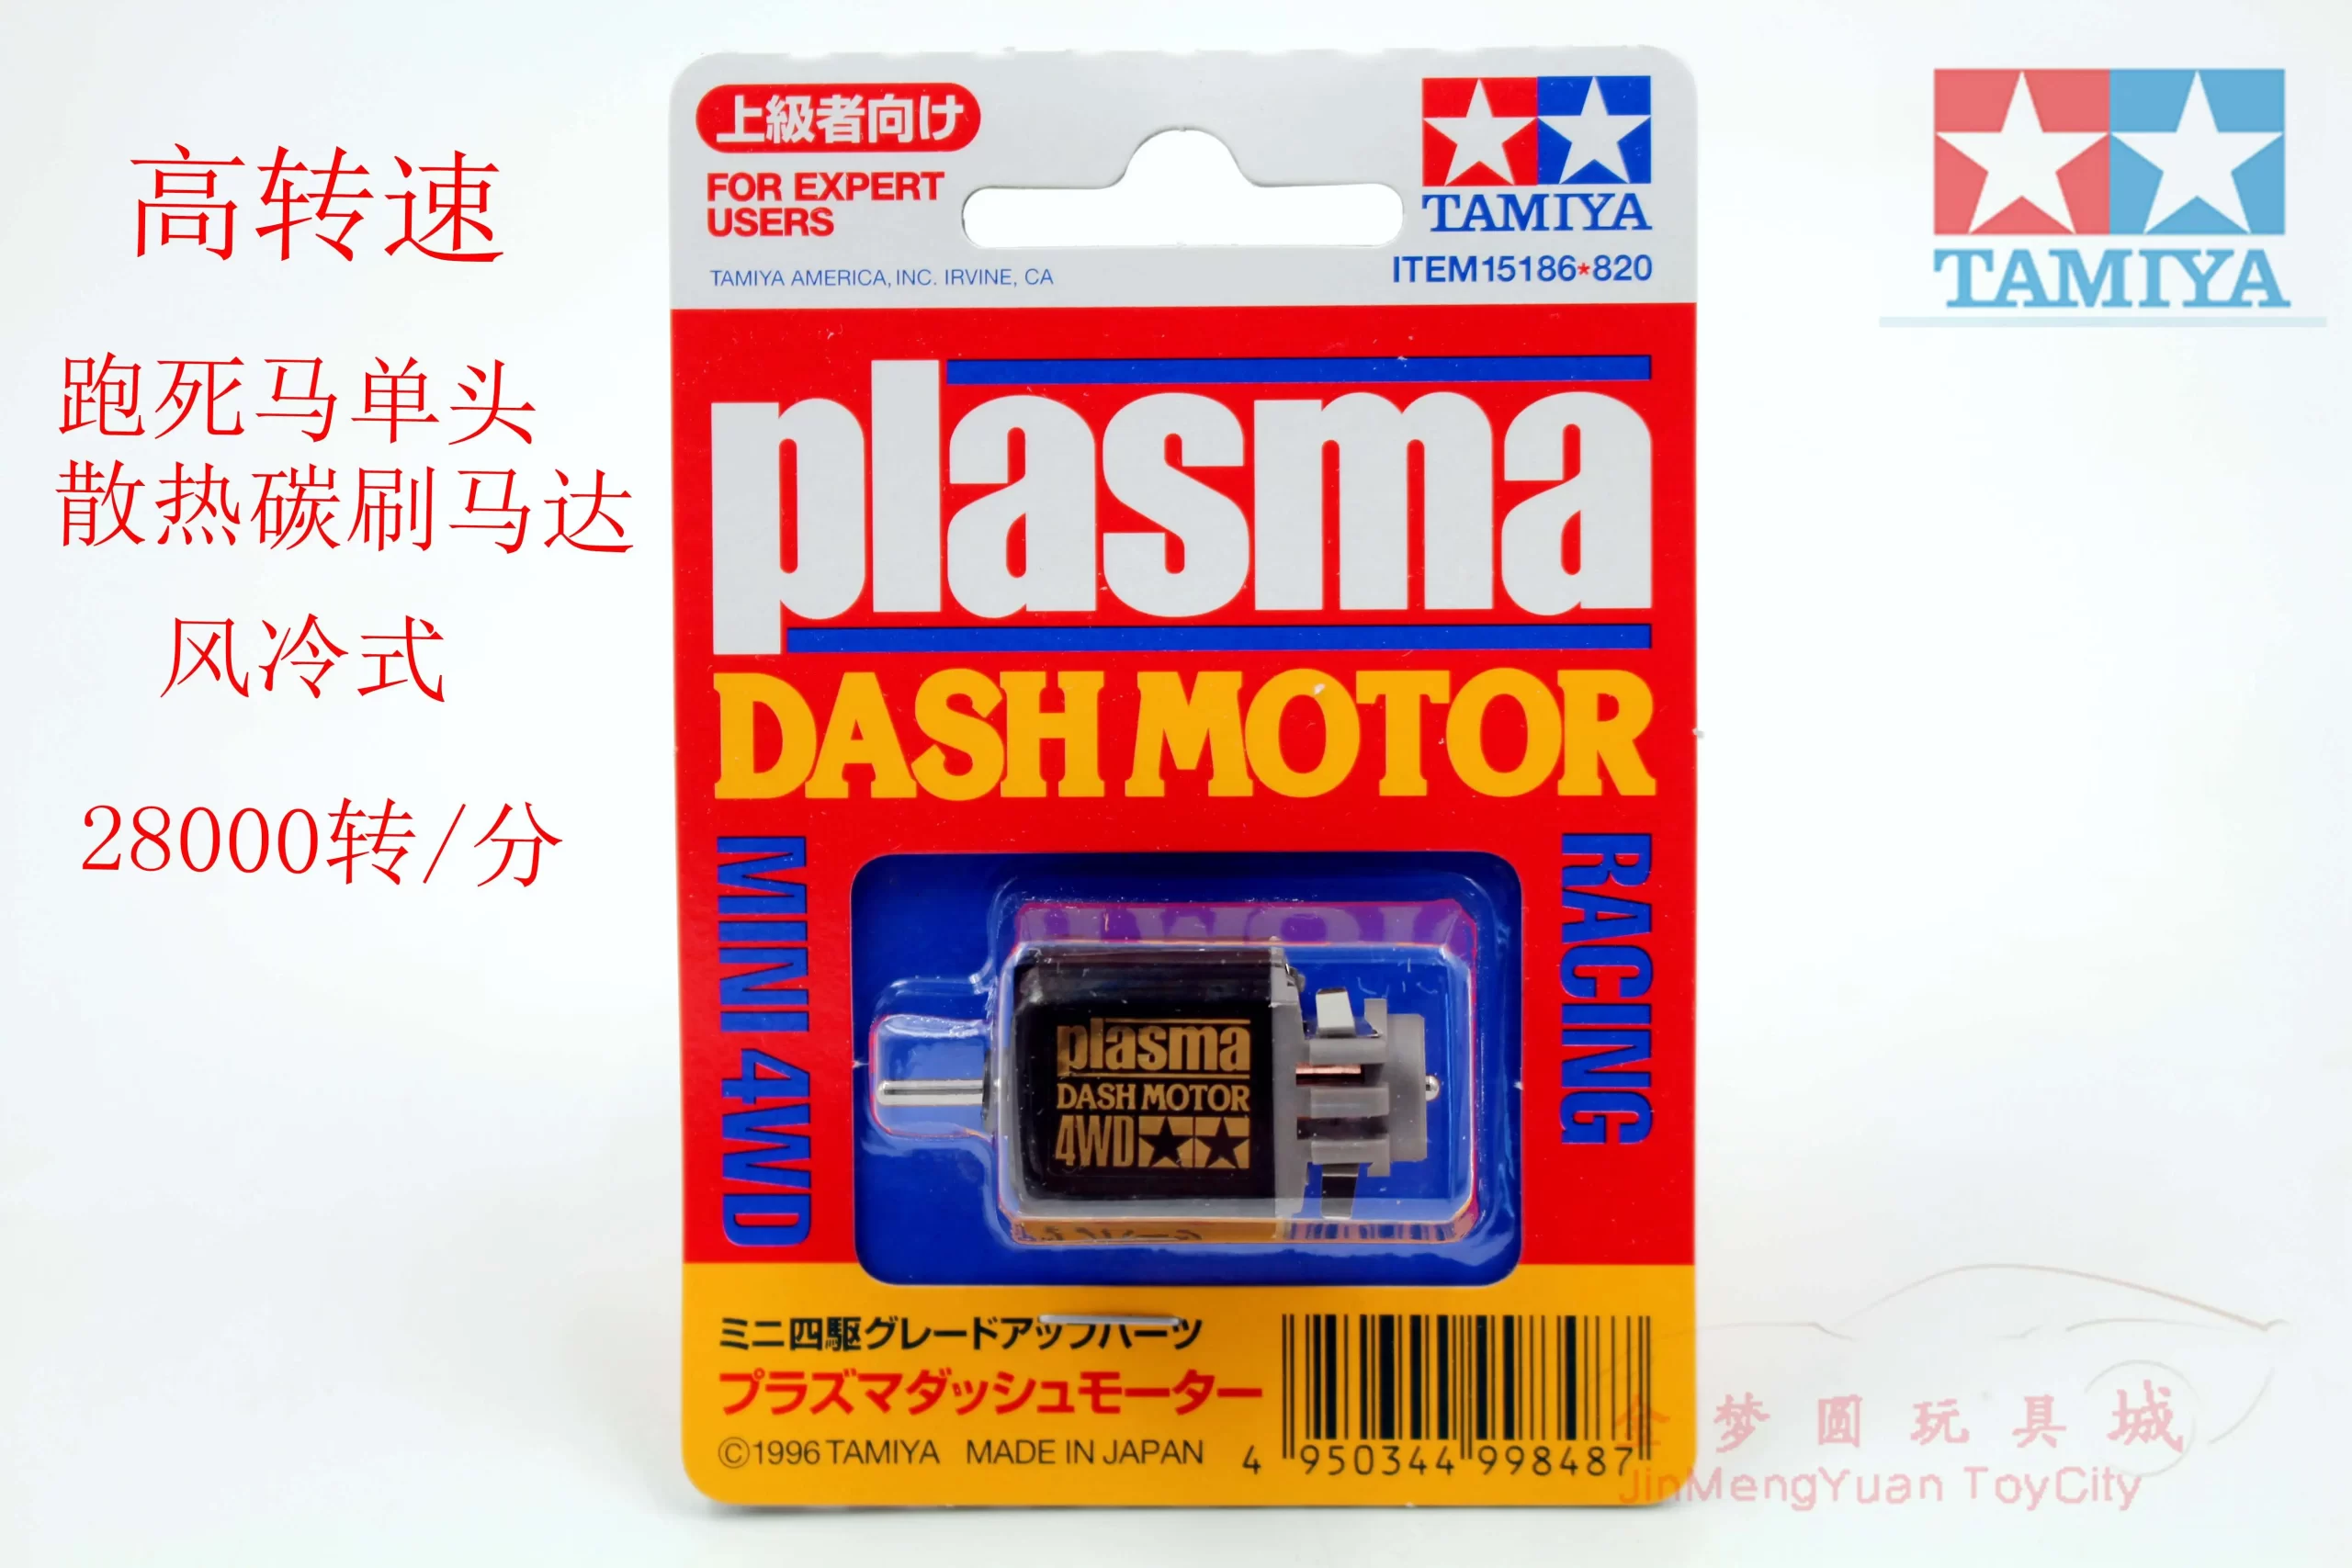 高转速
跑死马单头
散热碳刷马达
风冷式
28000转/分
上級者向け
FOR EXPERT
USERS
TAMIYA AMERICA, INC. IRVINE, CA
TAMIYA
ITEM15186*820
plasma
DASH MOTOR
MINI 4WD
RACING
plasma
DASH MOTOR
4WD
ミニ四駆グレードアップパーツ
プラズマダッシュモーター
©1996 TAMIYA MADE IN JAPAN
4 950344 998487
TAMIYA
金梦圆玩具城
JinMengYuan ToyCity